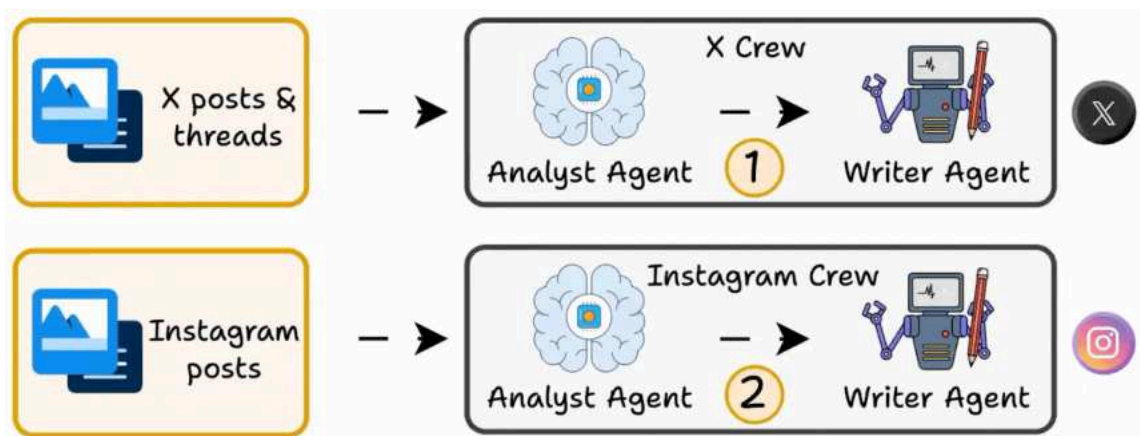 X posts &
threads
X Crew
Analyst Agent
1
Writer Agent
X
Instagram
posts
Instagram Crew
Analyst Agent
2
Writer Agent